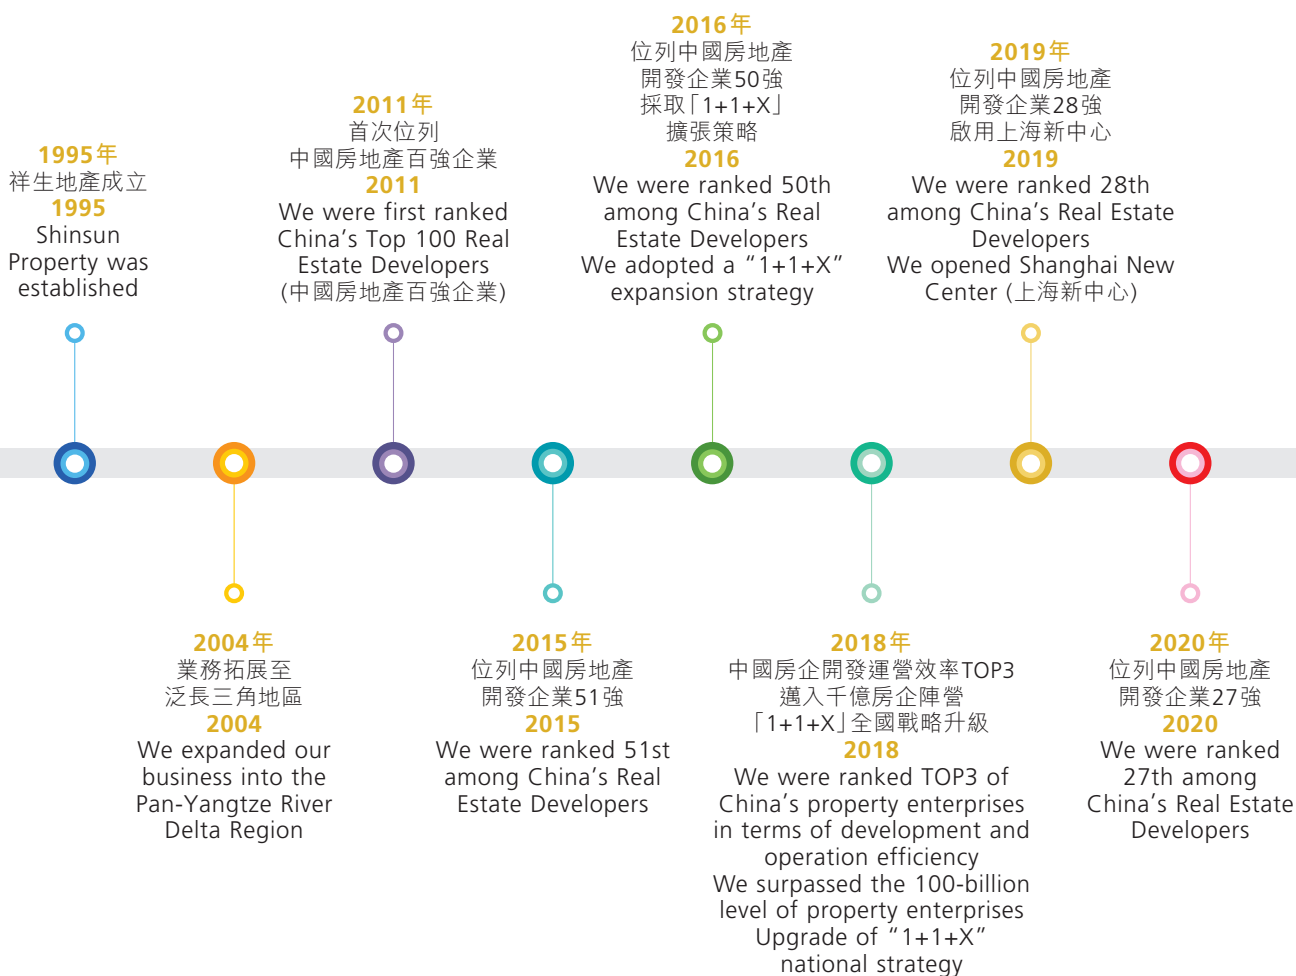 1995年
祥生地產成立
1995
Shinsun
Property was
established
2004年
業務拓展至
泛長三角地區
2004
We expanded our
business into the
Pan-Yangtze River
Delta Region
2011年
首次位列
中國房地產百強企業
2011
We were first ranked
China’s Top 100 Real
Estate Developers
(中國房地產百強企業)
2015年
位列中國房地產
開發企業51強
2015
We were ranked 51st
among China’s Real
Estate Developers
2016年
位列中國房地產
開發企業50強
採取「1+1+X」
擴張策略
2016
We were ranked 50th
among China’s Real
Estate Developers
We adopted a “1+1+X”
expansion strategy
2018年
中國房企開發運營效率TOP3
邁入千億房企陣營
「1+1+X」全國戰略升級
2018
We were ranked TOP3 of
China’s property enterprises
in terms of development and
operation efficiency
We surpassed the 100-billion
level of property enterprises
Upgrade of “1+1+X”
national strategy
2019年
位列中國房地產
開發企業28強
啟用上海新中心
2019
We were ranked 28th
among China’s Real Estate
Developers
We opened Shanghai New
Center (上海新中心)
2020年
位列中國房地產
開發企業27強
2020
We were ranked
27th among
China’s Real Estate
Developers